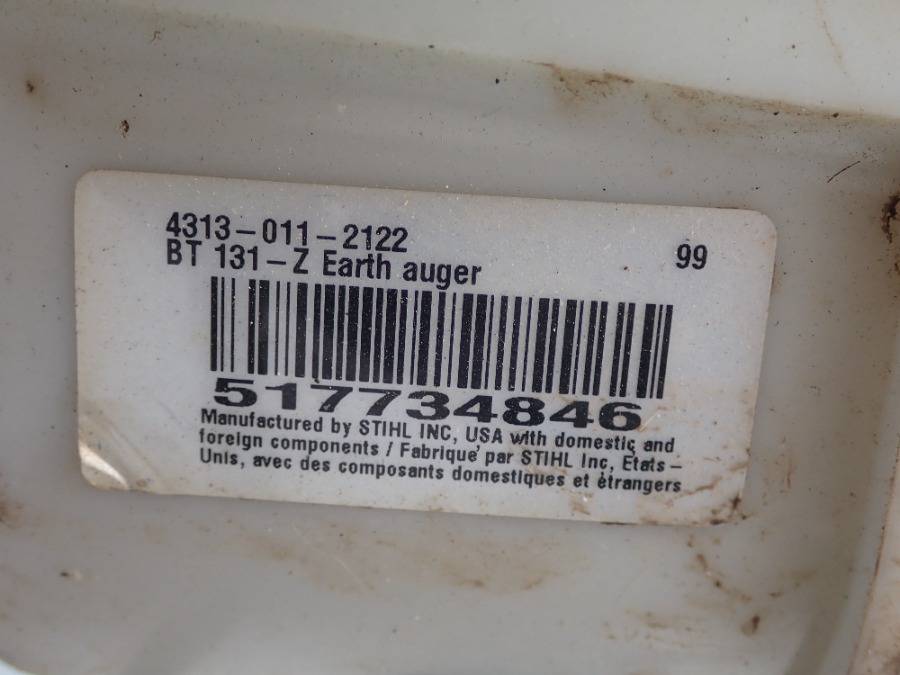 4313-011-2122
BT 131-Z Earth auger
99
517734846
Manufactured by STIHL INC, USA with domestic and
foreign components / Fabrique' par STIHL Inc, Etats-
Unis, avec des composants domestiques et étrangers